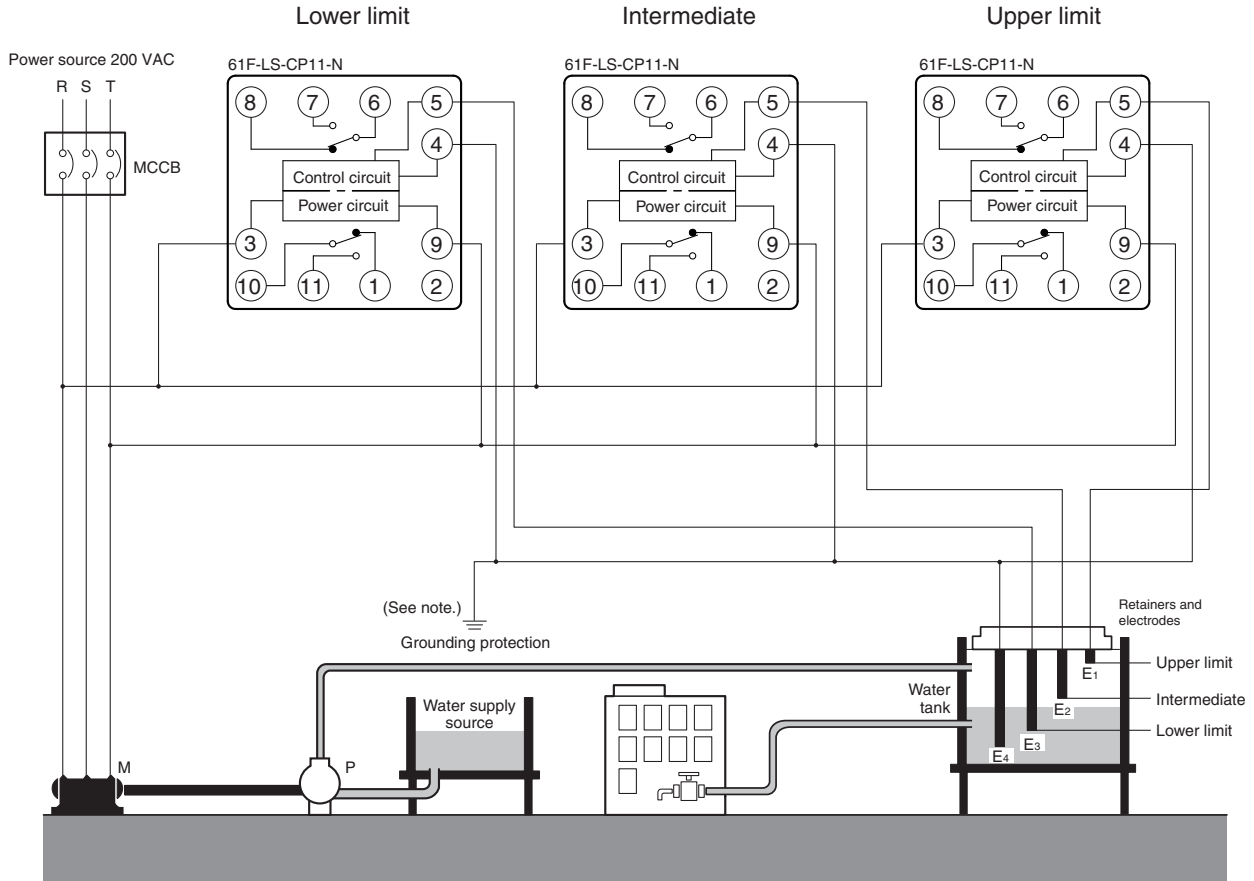 Lower limit
Intermediate
Upper limit
Power source 200 VAC
R S T
MCCB
61F-LS-CP11-N
8 7 6 5
4
Control circuit
Power circuit
3 9
10 11 1 2
61F-LS-CP11-N
8 7 6 5
4
Control circuit
Power circuit
3 9
10 11 1 2
61F-LS-CP11-N
8 7 6 5
4
Control circuit
Power circuit
3 9
10 11 1 2
(See note.)
Grounding protection
Retainers and
electrodes
Upper limit
Intermediate
Lower limit
E1
E2
E3
E4
Water
tank
Water supply
source
M
P